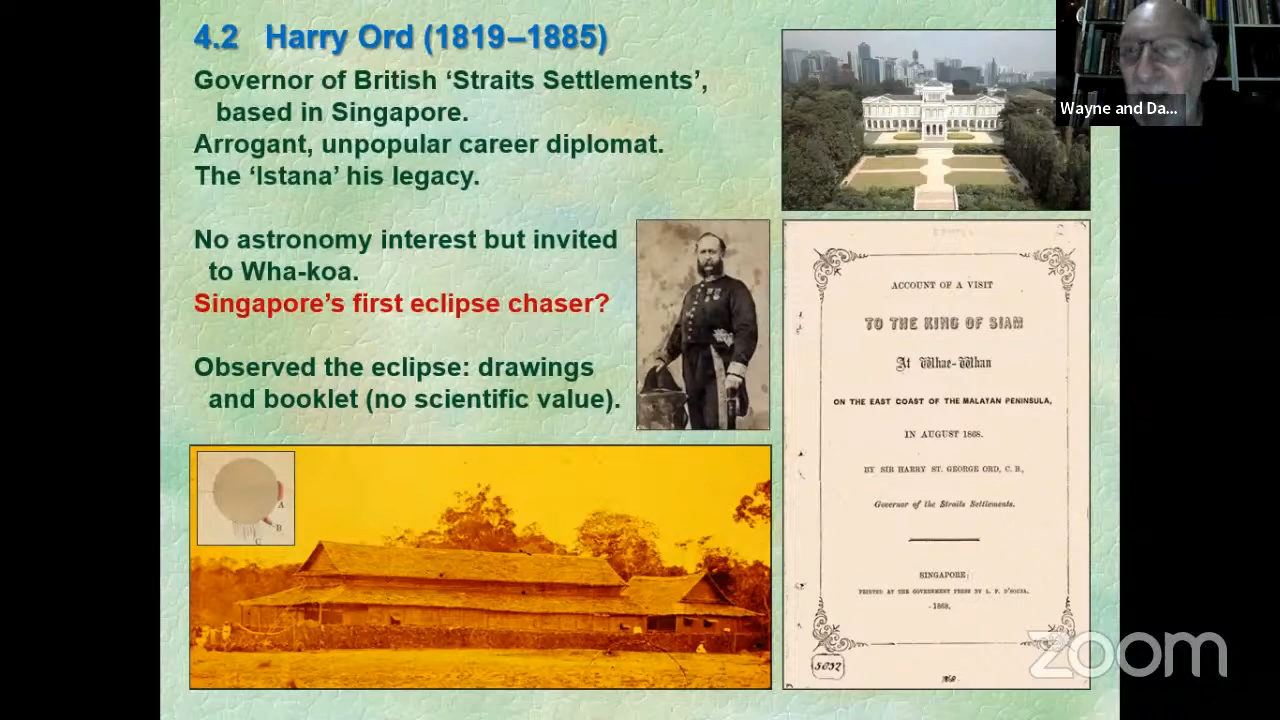 4.2 Harry Ord (1819–1885)
Governor of British ‘Straits Settlements’,
based in Singapore.
Arrogant, unpopular career diplomat.
The ‘Istana’ his legacy.
No astronomy interest but invited
to Wha-koa.
Singapore’s first eclipse chaser?
Observed the eclipse: drawings
and booklet (no scientific value).
A
B
C
Wayne and Da...
ACCOUNT OF A VISIT
TO THE KING OF SIAM
At Whae-Whan
ON THE EAST COAST OF THE MALAYAN PENINSULA,
IN AUGUST 1868.
BY SIR HARRY ST. GEORGE ORD, C. B.,
Governor of the Straits Settlements.
SINGAPORE:
PRINTED AT THE GOVERNMENT PRESS BY L. F. D'SOUZA.
1868.
zoom